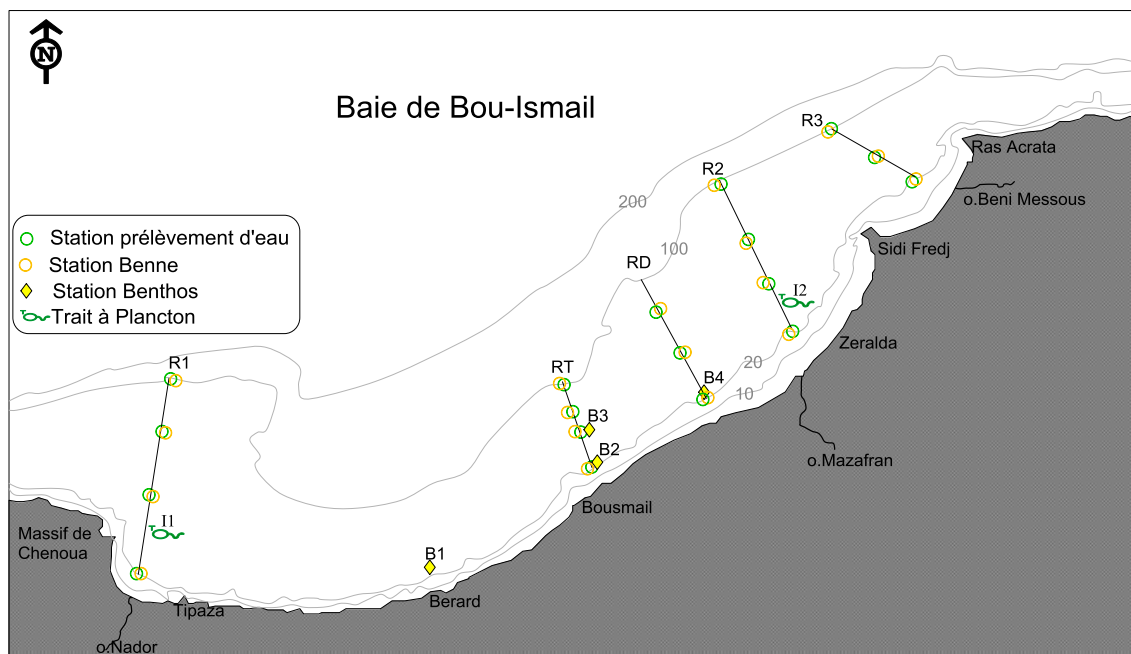 N
Baie de Bou-Ismail
R3
Ras Acrata
R2
o.Beni Messous
200
Station prélèvement d'eau
Station Benne
Station Benthos
Trait à Plancton
100
Sidi Fredj
RD
I2
Zeralda
R1
RT
20
B4
10
B3
B2
o.Mazafran
Bousmail
I1
Massif de
Chenoua
B1
Berard
Tipaza
o.Nador